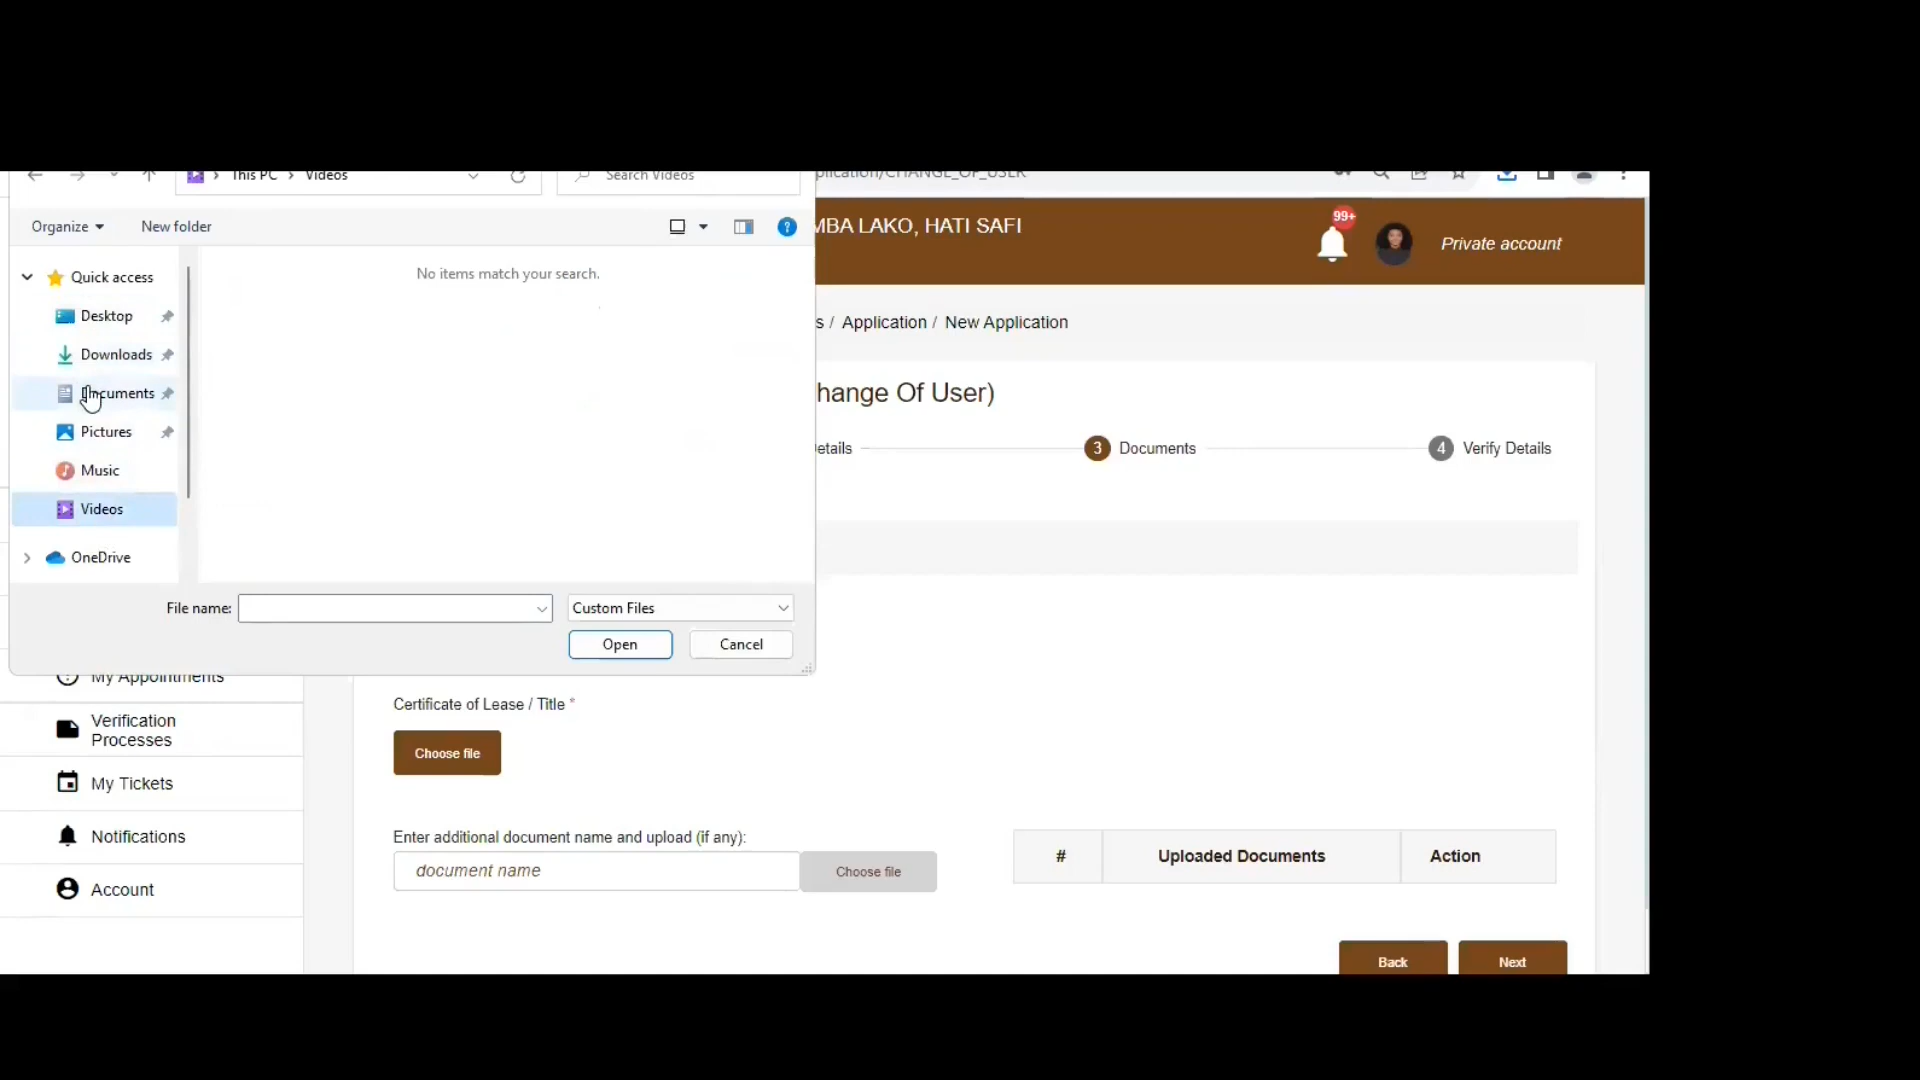 This PC > Videos
Search Videos
plication/CHANGE_OF_USER
Organize
New folder
MBA LAKO, HATI SAFI
99+
Private account
Quick access
No items match your search.
Desktop
Downloads
Documents
Pictures
Music
Videos
OneDrive
s / Application / New Application
hange Of User)
etails
3 Documents
4 Verify Details
File name:
Custom Files
Open
Cancel
My Appointments
Verification
Processes
My Tickets
Notifications
Account
Certificate of Lease / Title *
Choose file
Enter additional document name and upload (if any):
document name
Choose file
# Uploaded Documents Action
Back
Next